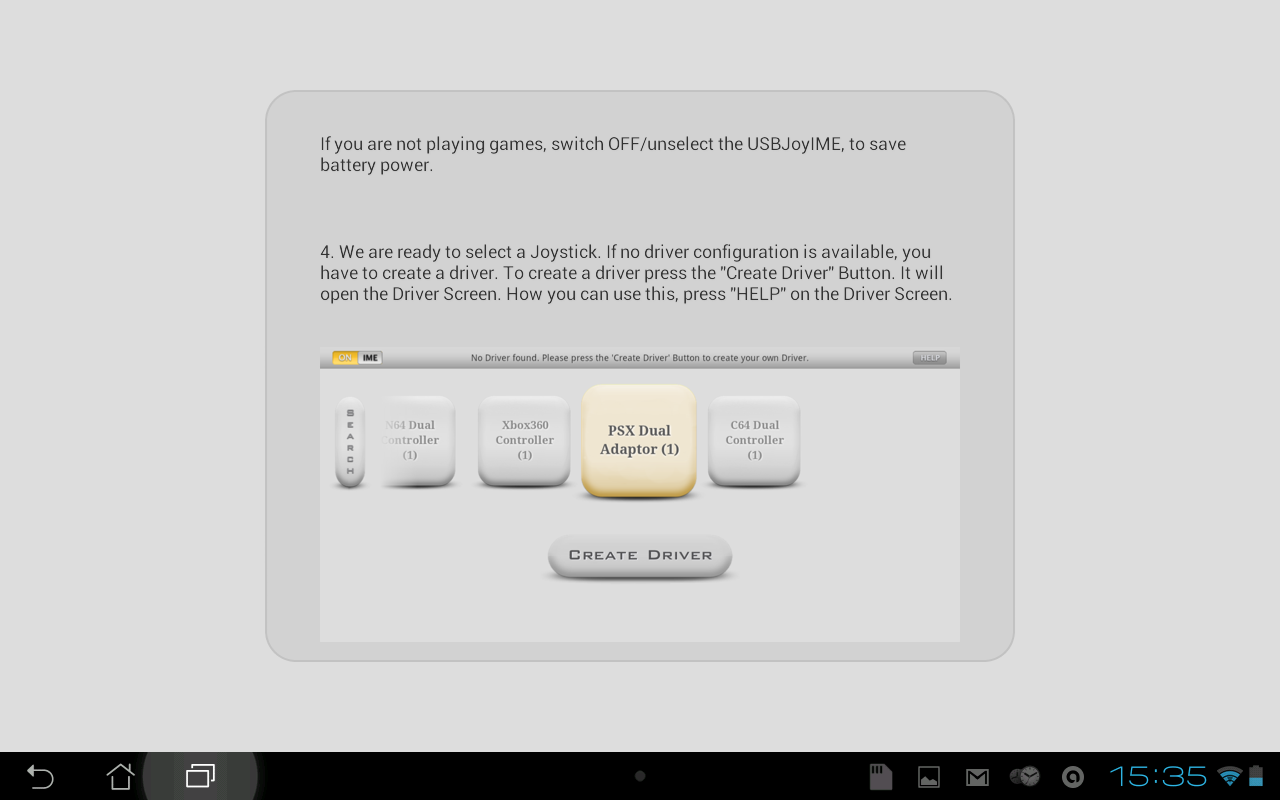 If you are not playing games, switch OFF/unselect the USBJoyIME, to save
battery power.
4. We are ready to select a Joystick. If no driver configuration is available, you
have to create a driver. To create a driver press the "Create Driver" Button. It will
open the Driver Screen. How you can use this, press "HELP" on the Driver Screen.
ON IME No Driver found. Please press the 'Create Driver' Button to create your own Driver. HELP
SEARCH
N64 Dual
Controller
(1)
Xbox360
Controller
(1)
PSX Dual
Adaptor (1)
C64 Dual
Controller
(1)
CREATE DRIVER
15:35